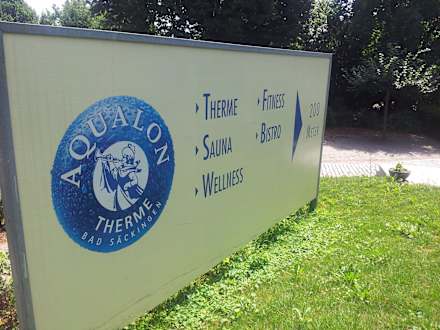 AQUALON
THERME
BAD SÄCKINGEN
THERME
SAUNA
WELLNESS
FITNESS
BISTRO
200
METER